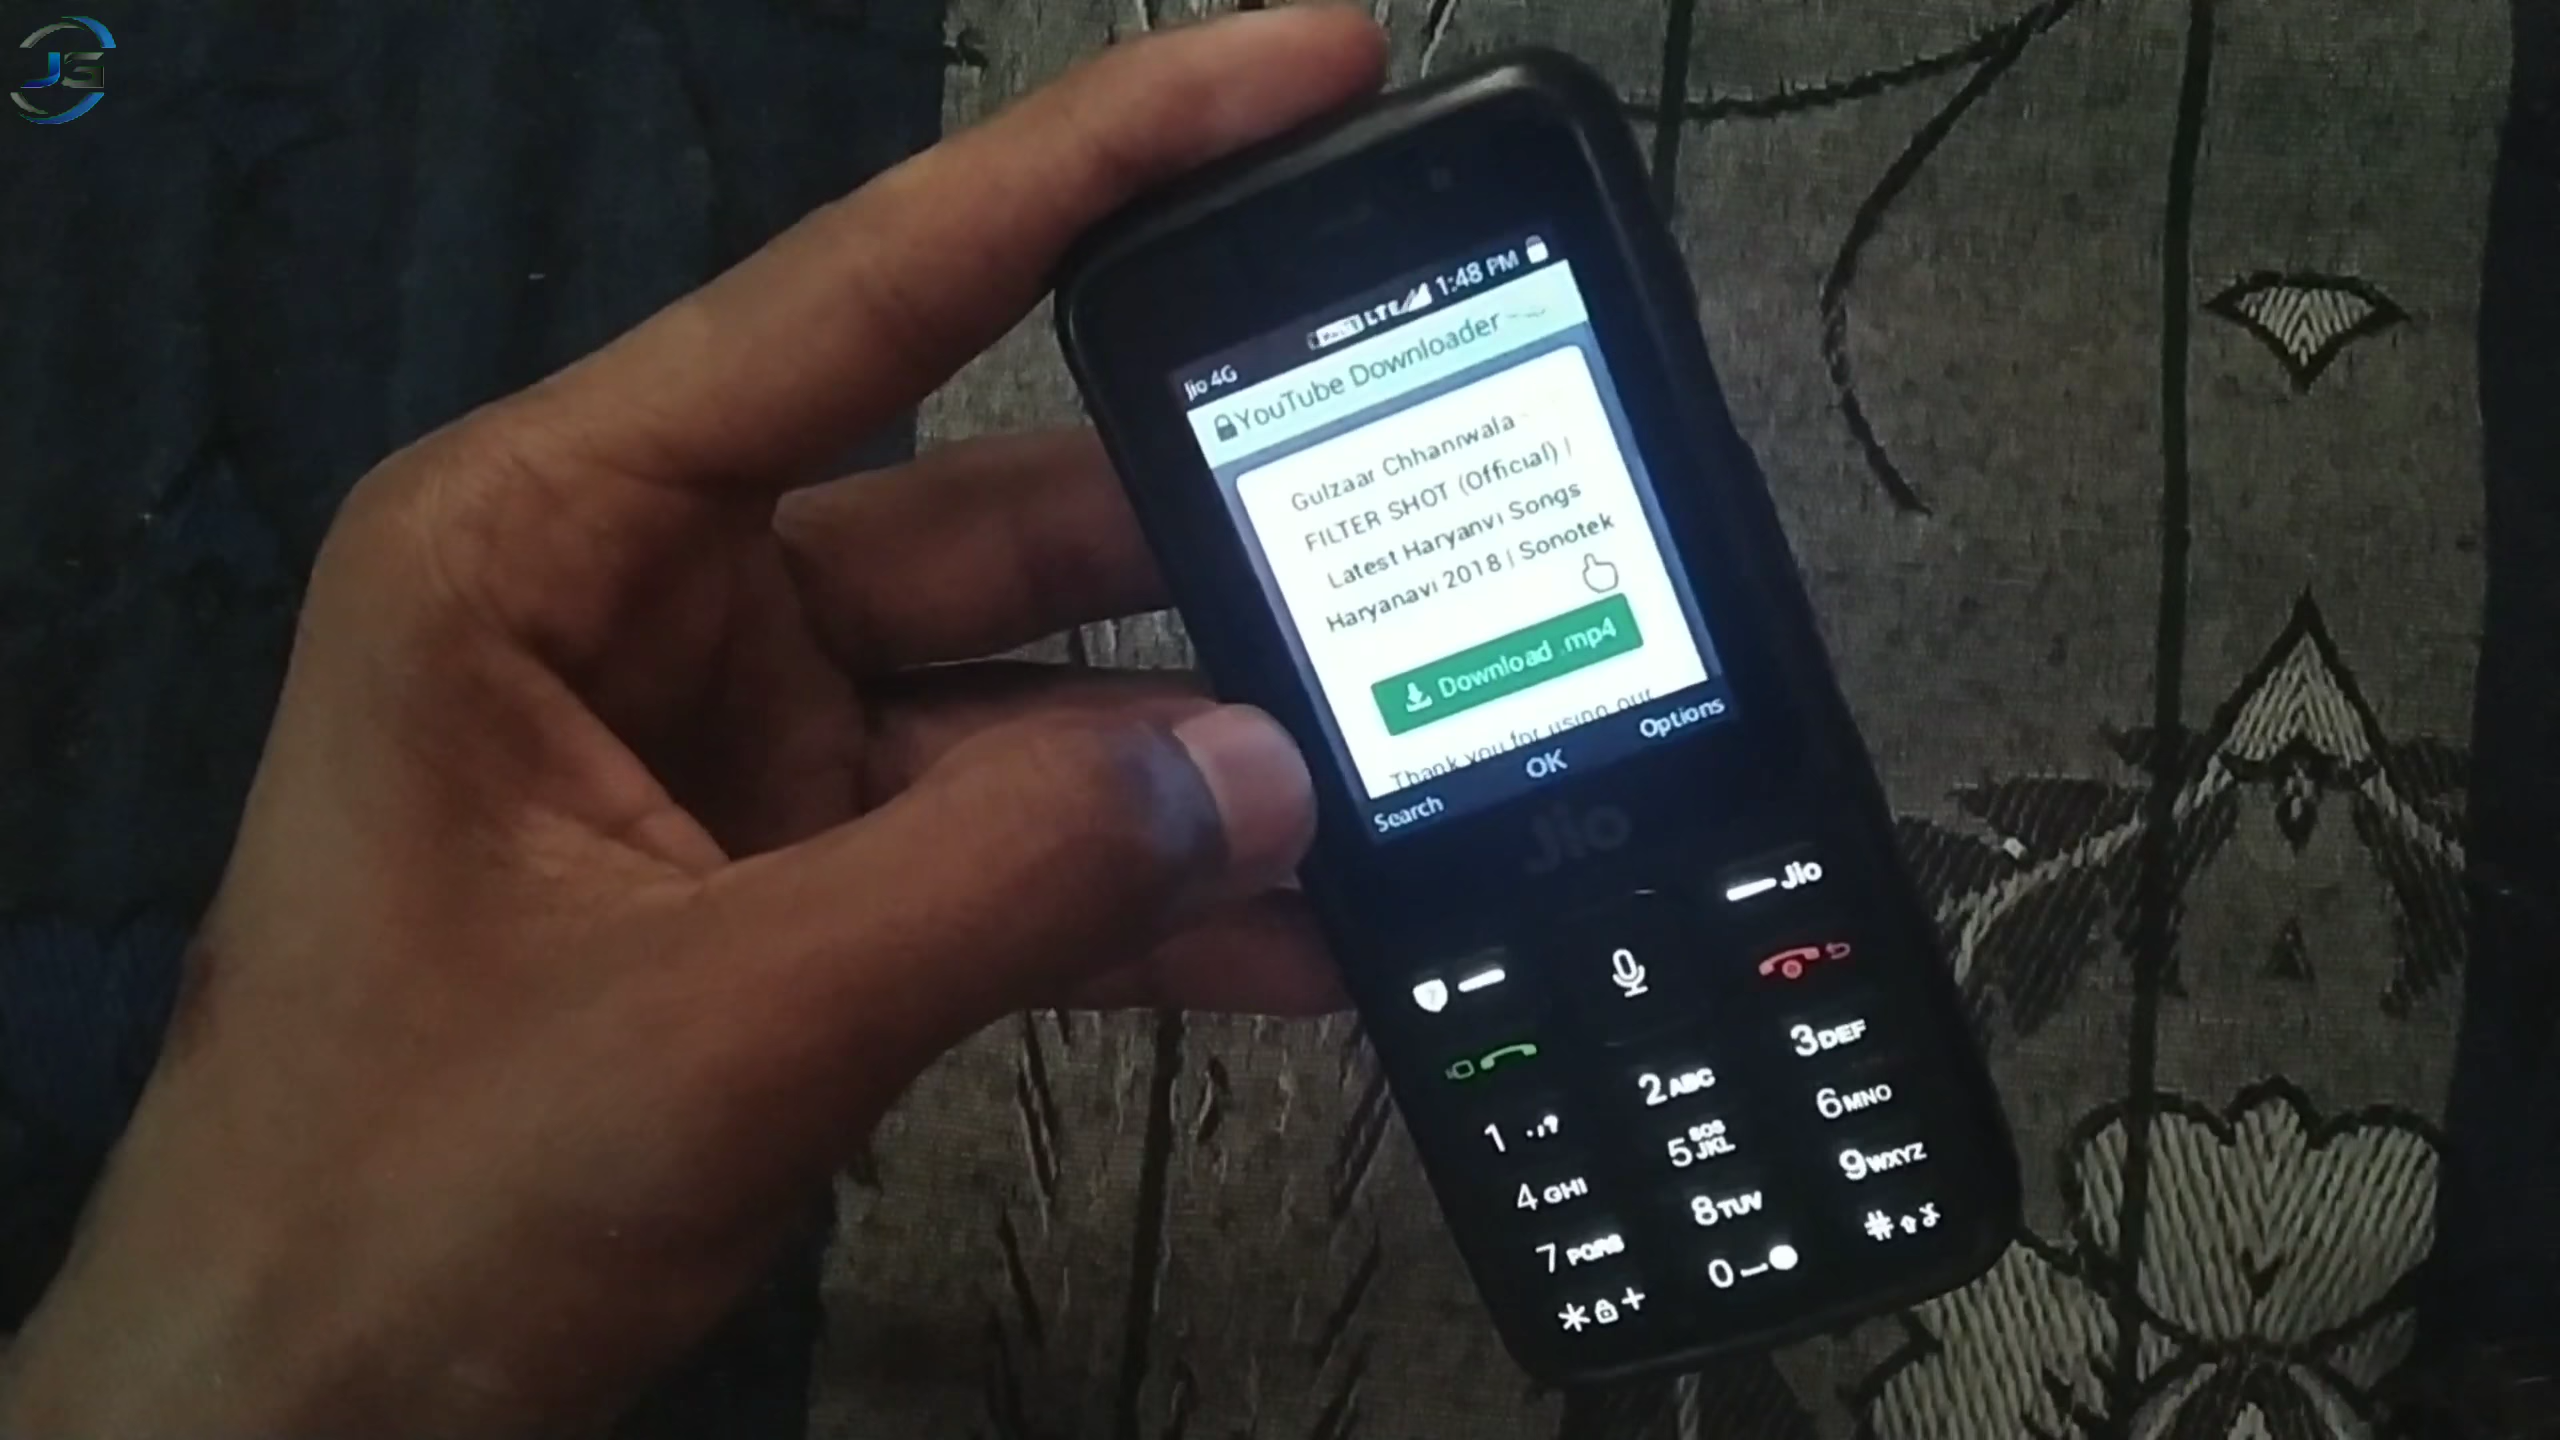 JS
Jio 4G
LTE 1:48 PM
YouTube Downloader
Gulzaar Chhaniwala -
FILTER SHOT (Official) |
Latest Haryanvi Songs
Haryanavi 2018 | Sonotek
Download .mp4
Thank you for using our
Search OK Options
Jio
Jio
1 .,? 2 ABC 3 DEF
4 GHI 5 SOS JKL 6 MNO
7 PQRS 8 TUV 9 WXYZ
* + 0 #